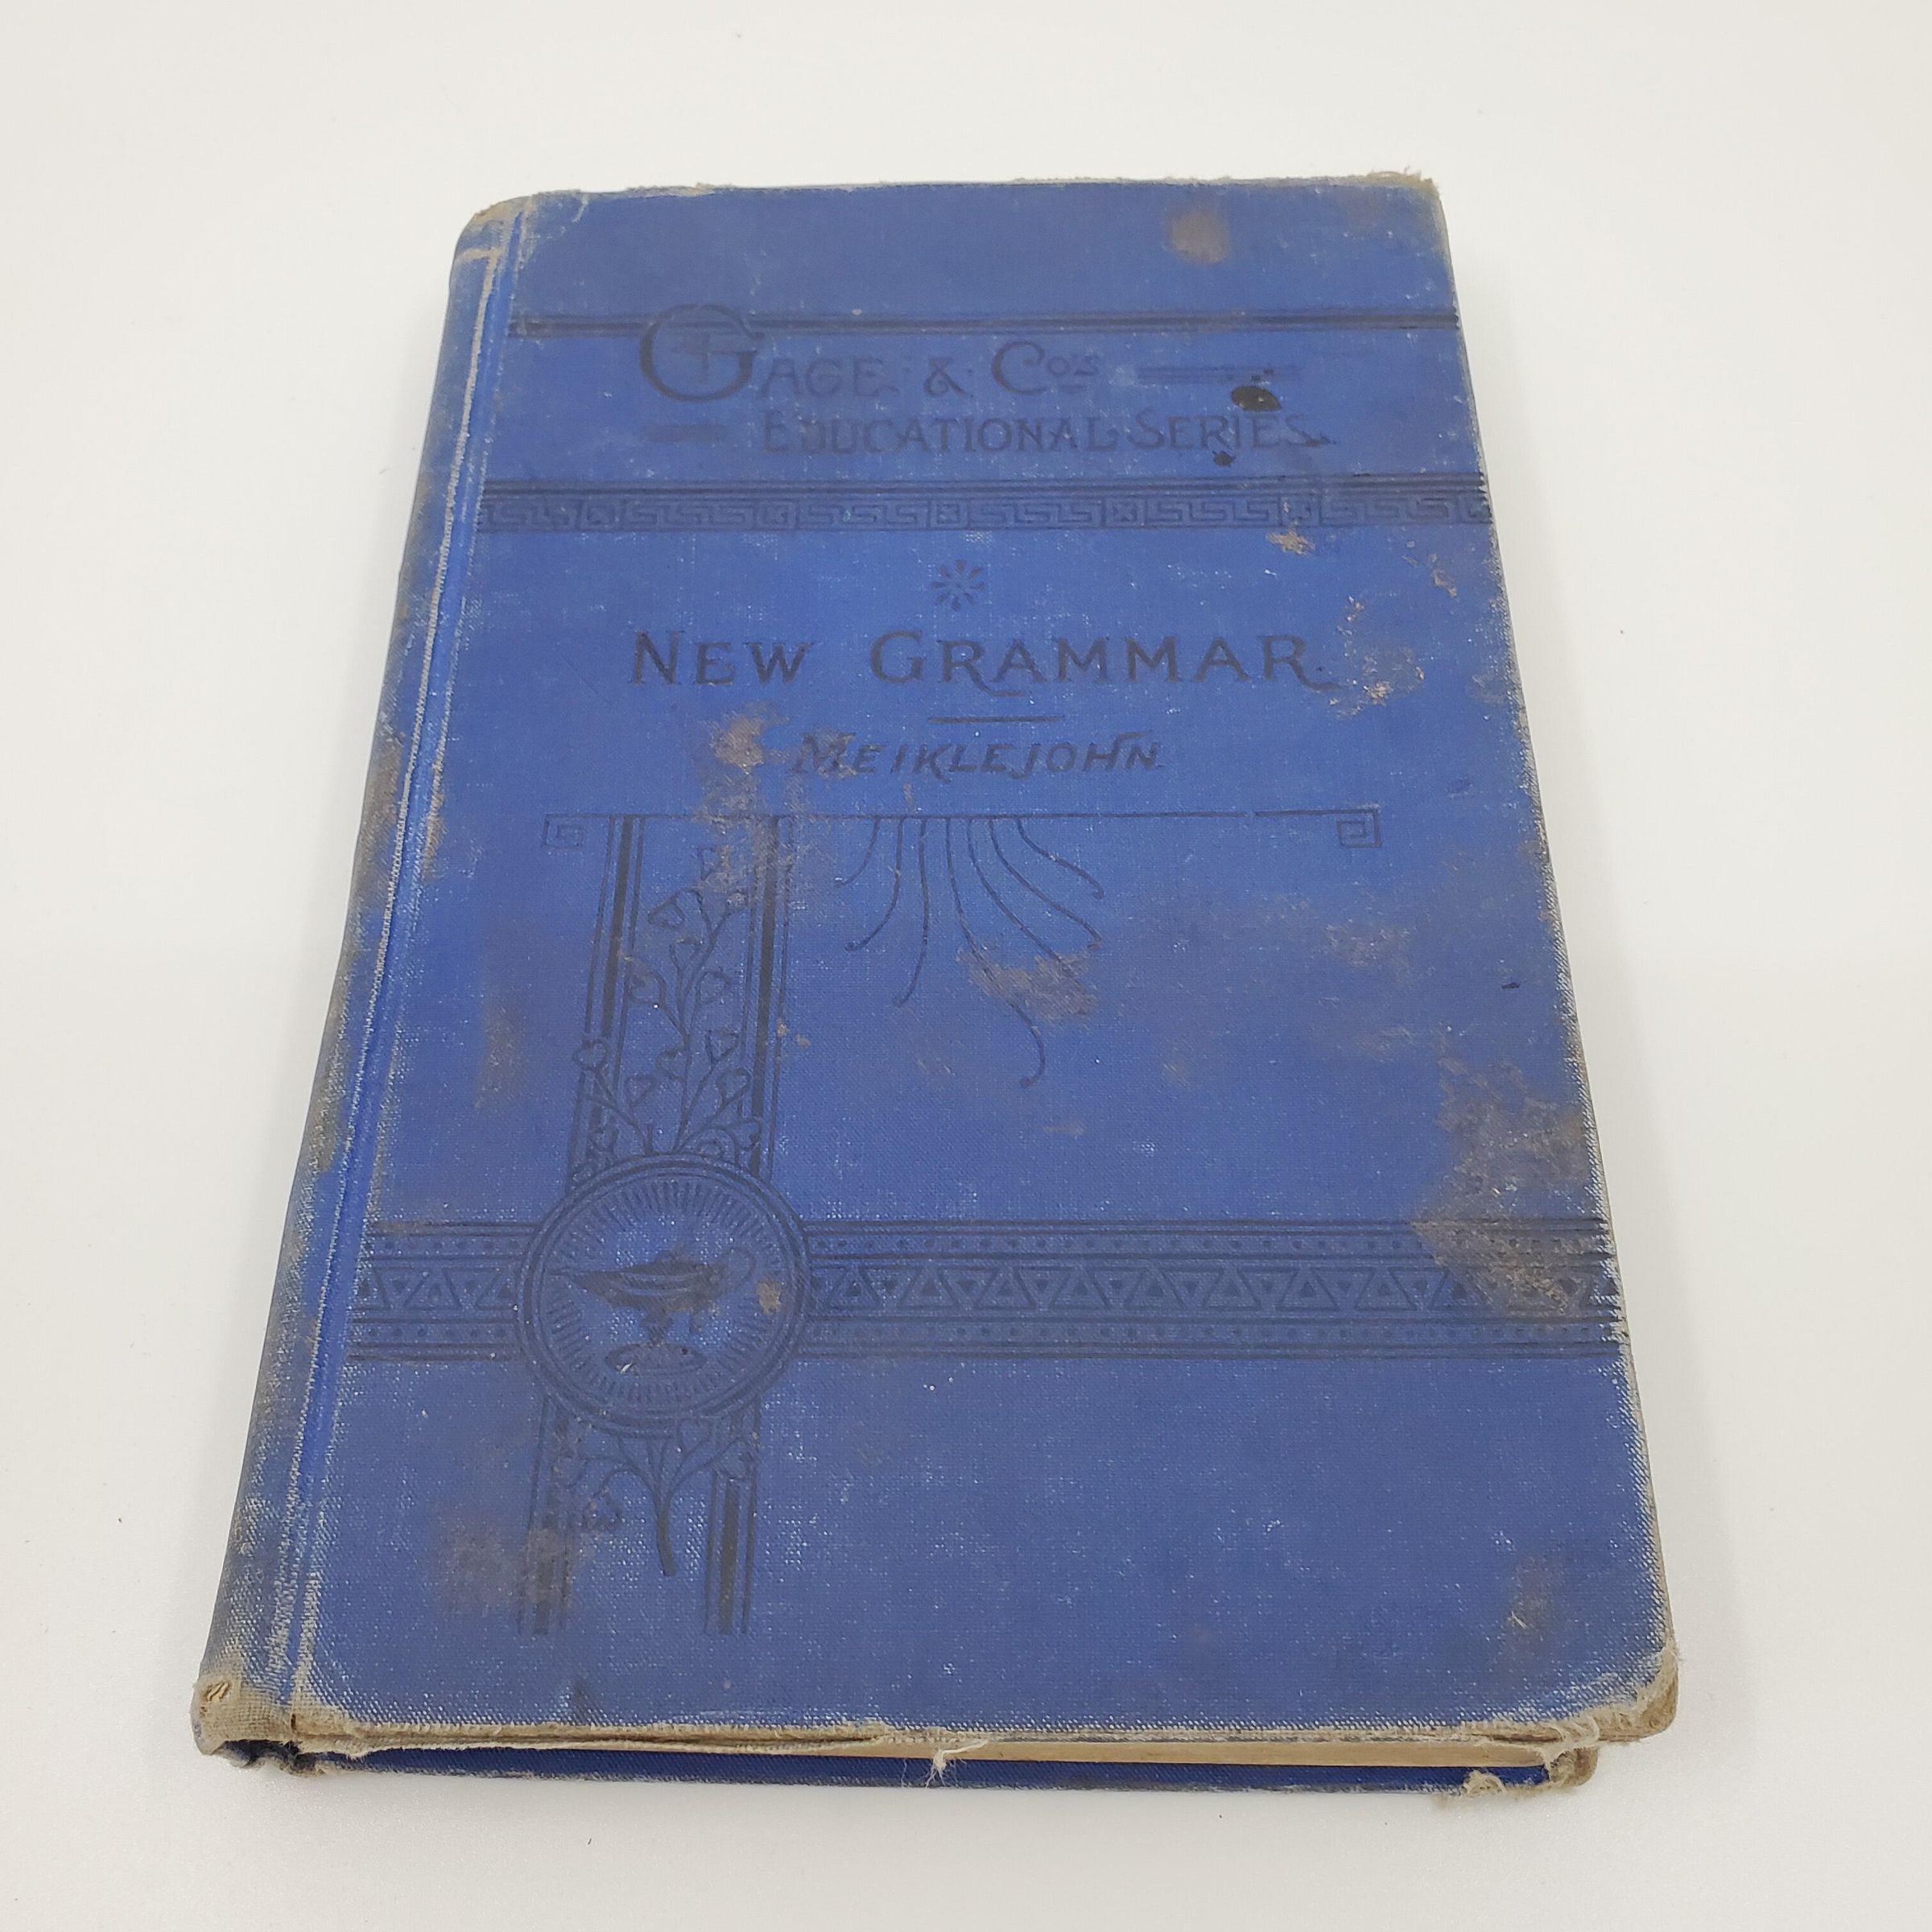 GAGE & Co's
EDUCATIONAL SERIES.
NEW GRAMMAR.
MEIKLEJOHN.